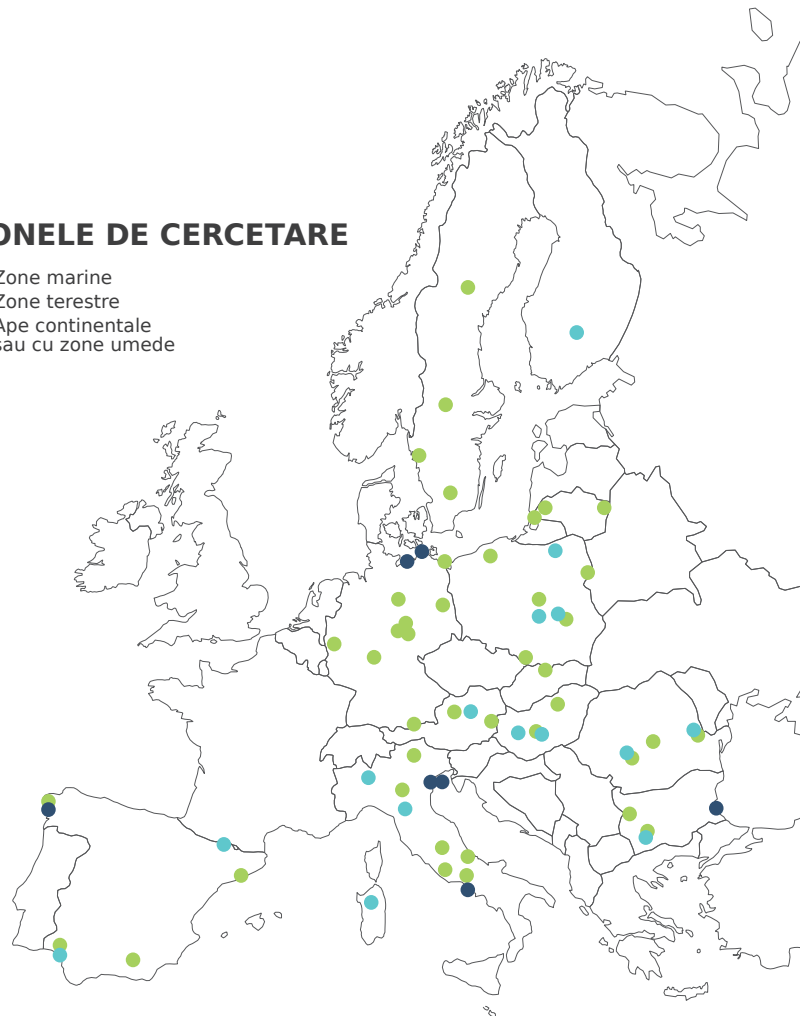 ONELE DE CERCETARE
Zone marine
Zone terestre
Ape continentale
sau cu zone umede